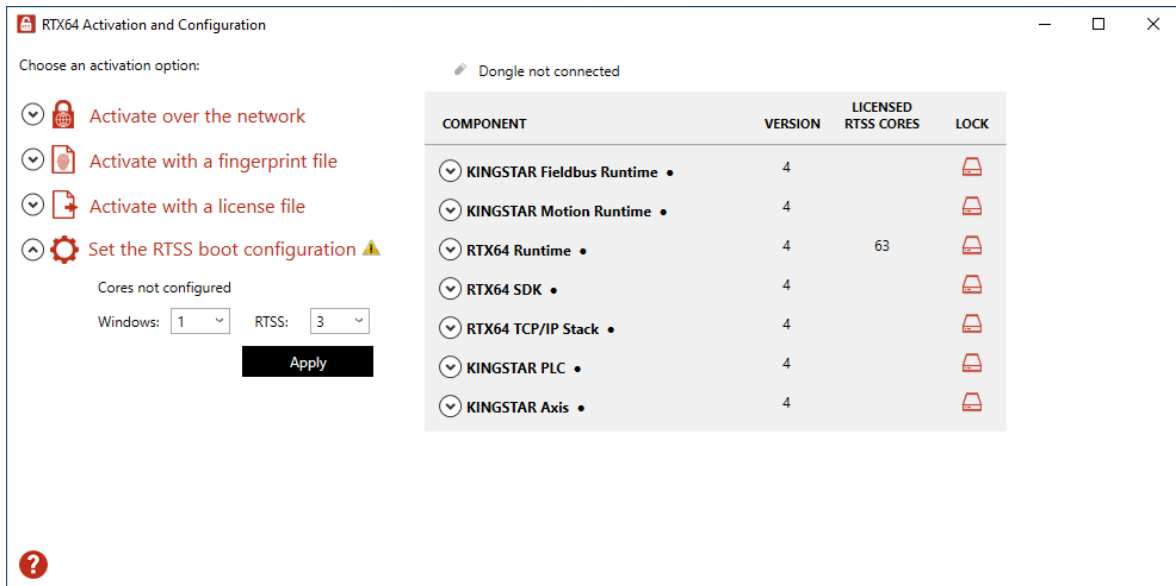 RTX64 Activation and Configuration
Choose an activation option:
Activate over the network
Activate with a fingerprint file
Activate with a license file
Set the RTSS boot configuration
Cores not configured
Windows: 1 RTSS: 3
Apply
Dongle not connected
COMPONENT VERSION LICENSED RTSS CORES LOCK
KINGSTAR Fieldbus Runtime • 4
KINGSTAR Motion Runtime • 4
RTX64 Runtime • 4 63
RTX64 SDK • 4
RTX64 TCP/IP Stack • 4
KINGSTAR PLC • 4
KINGSTAR Axis • 4
?